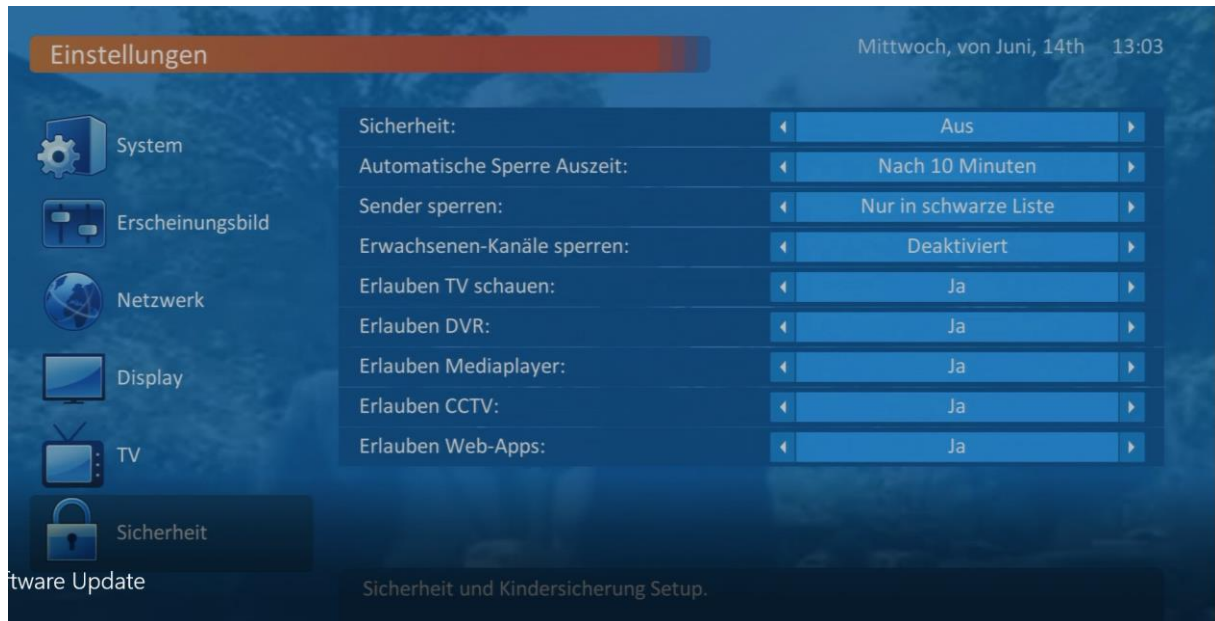 Einstellungen
Mittwoch, von Juni, 14th 13:03
System
Erscheinungsbild
Netzwerk
Display
TV
Sicherheit
Sicherheit: Aus
Automatische Sperre Auszeit: Nach 10 Minuten
Sender sperren: Nur in schwarze Liste
Erwachsenen-Kanäle sperren: Deaktiviert
Erlauben TV schauen: Ja
Erlauben DVR: Ja
Erlauben Mediaplayer: Ja
Erlauben CCTV: Ja
Erlauben Web-Apps: Ja
ftware Update
Sicherheit und Kindersicherung Setup.